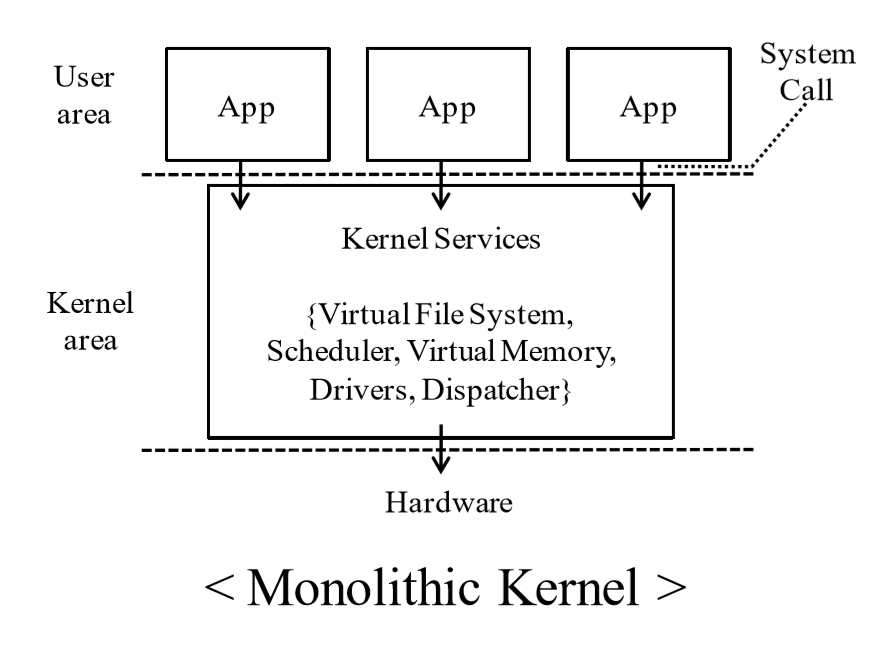 User
area
App
App
App
System
Call
Kernel
area
Kernel Services
{Virtual File System,
Scheduler, Virtual Memory,
Drivers, Dispatcher}
Hardware
< Monolithic Kernel >